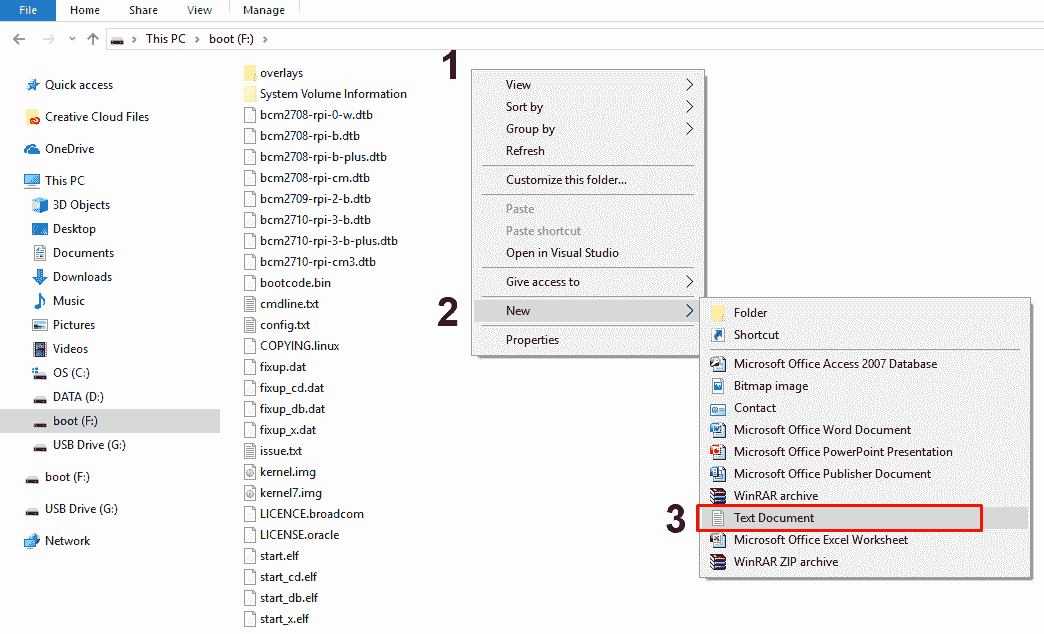 File Home Share View Manage
This PC boot (F:)
Quick access
Creative Cloud Files
OneDrive
This PC
3D Objects
Desktop
Documents
Downloads
Music
Pictures
Videos
OS (C:)
DATA (D:)
boot (F:)
USB Drive (G:)
boot (F:)
USB Drive (G:)
Network
overlays
System Volume Information
bcm2708-rpi-0-w.dtb
bcm2708-rpi-b.dtb
bcm2708-rpi-b-plus.dtb
bcm2708-rpi-cm.dtb
bcm2709-rpi-2-b.dtb
bcm2710-rpi-3-b.dtb
bcm2710-rpi-3-b-plus.dtb
bcm2710-rpi-cm3.dtb
bootcode.bin
cmdline.txt
config.txt
COPYING.linux
fixup.dat
fixup_cd.dat
fixup_db.dat
fixup_x.dat
issue.txt
kernel.img
kernel7.img
LICENCE.broadcom
LICENSE.oracle
start.elf
start_cd.elf
start_db.elf
start_x.elf
1
View
Sort by
Group by
Refresh
Customize this folder...
Paste
Paste shortcut
Open in Visual Studio
Give access to
2
New
Properties
Folder
Shortcut
Microsoft Office Access 2007 Database
Bitmap image
Contact
Microsoft Office Word Document
Microsoft Office PowerPoint Presentation
Microsoft Office Publisher Document
WinRAR archive
3
Text Document
Microsoft Office Excel Worksheet
WinRAR ZIP archive